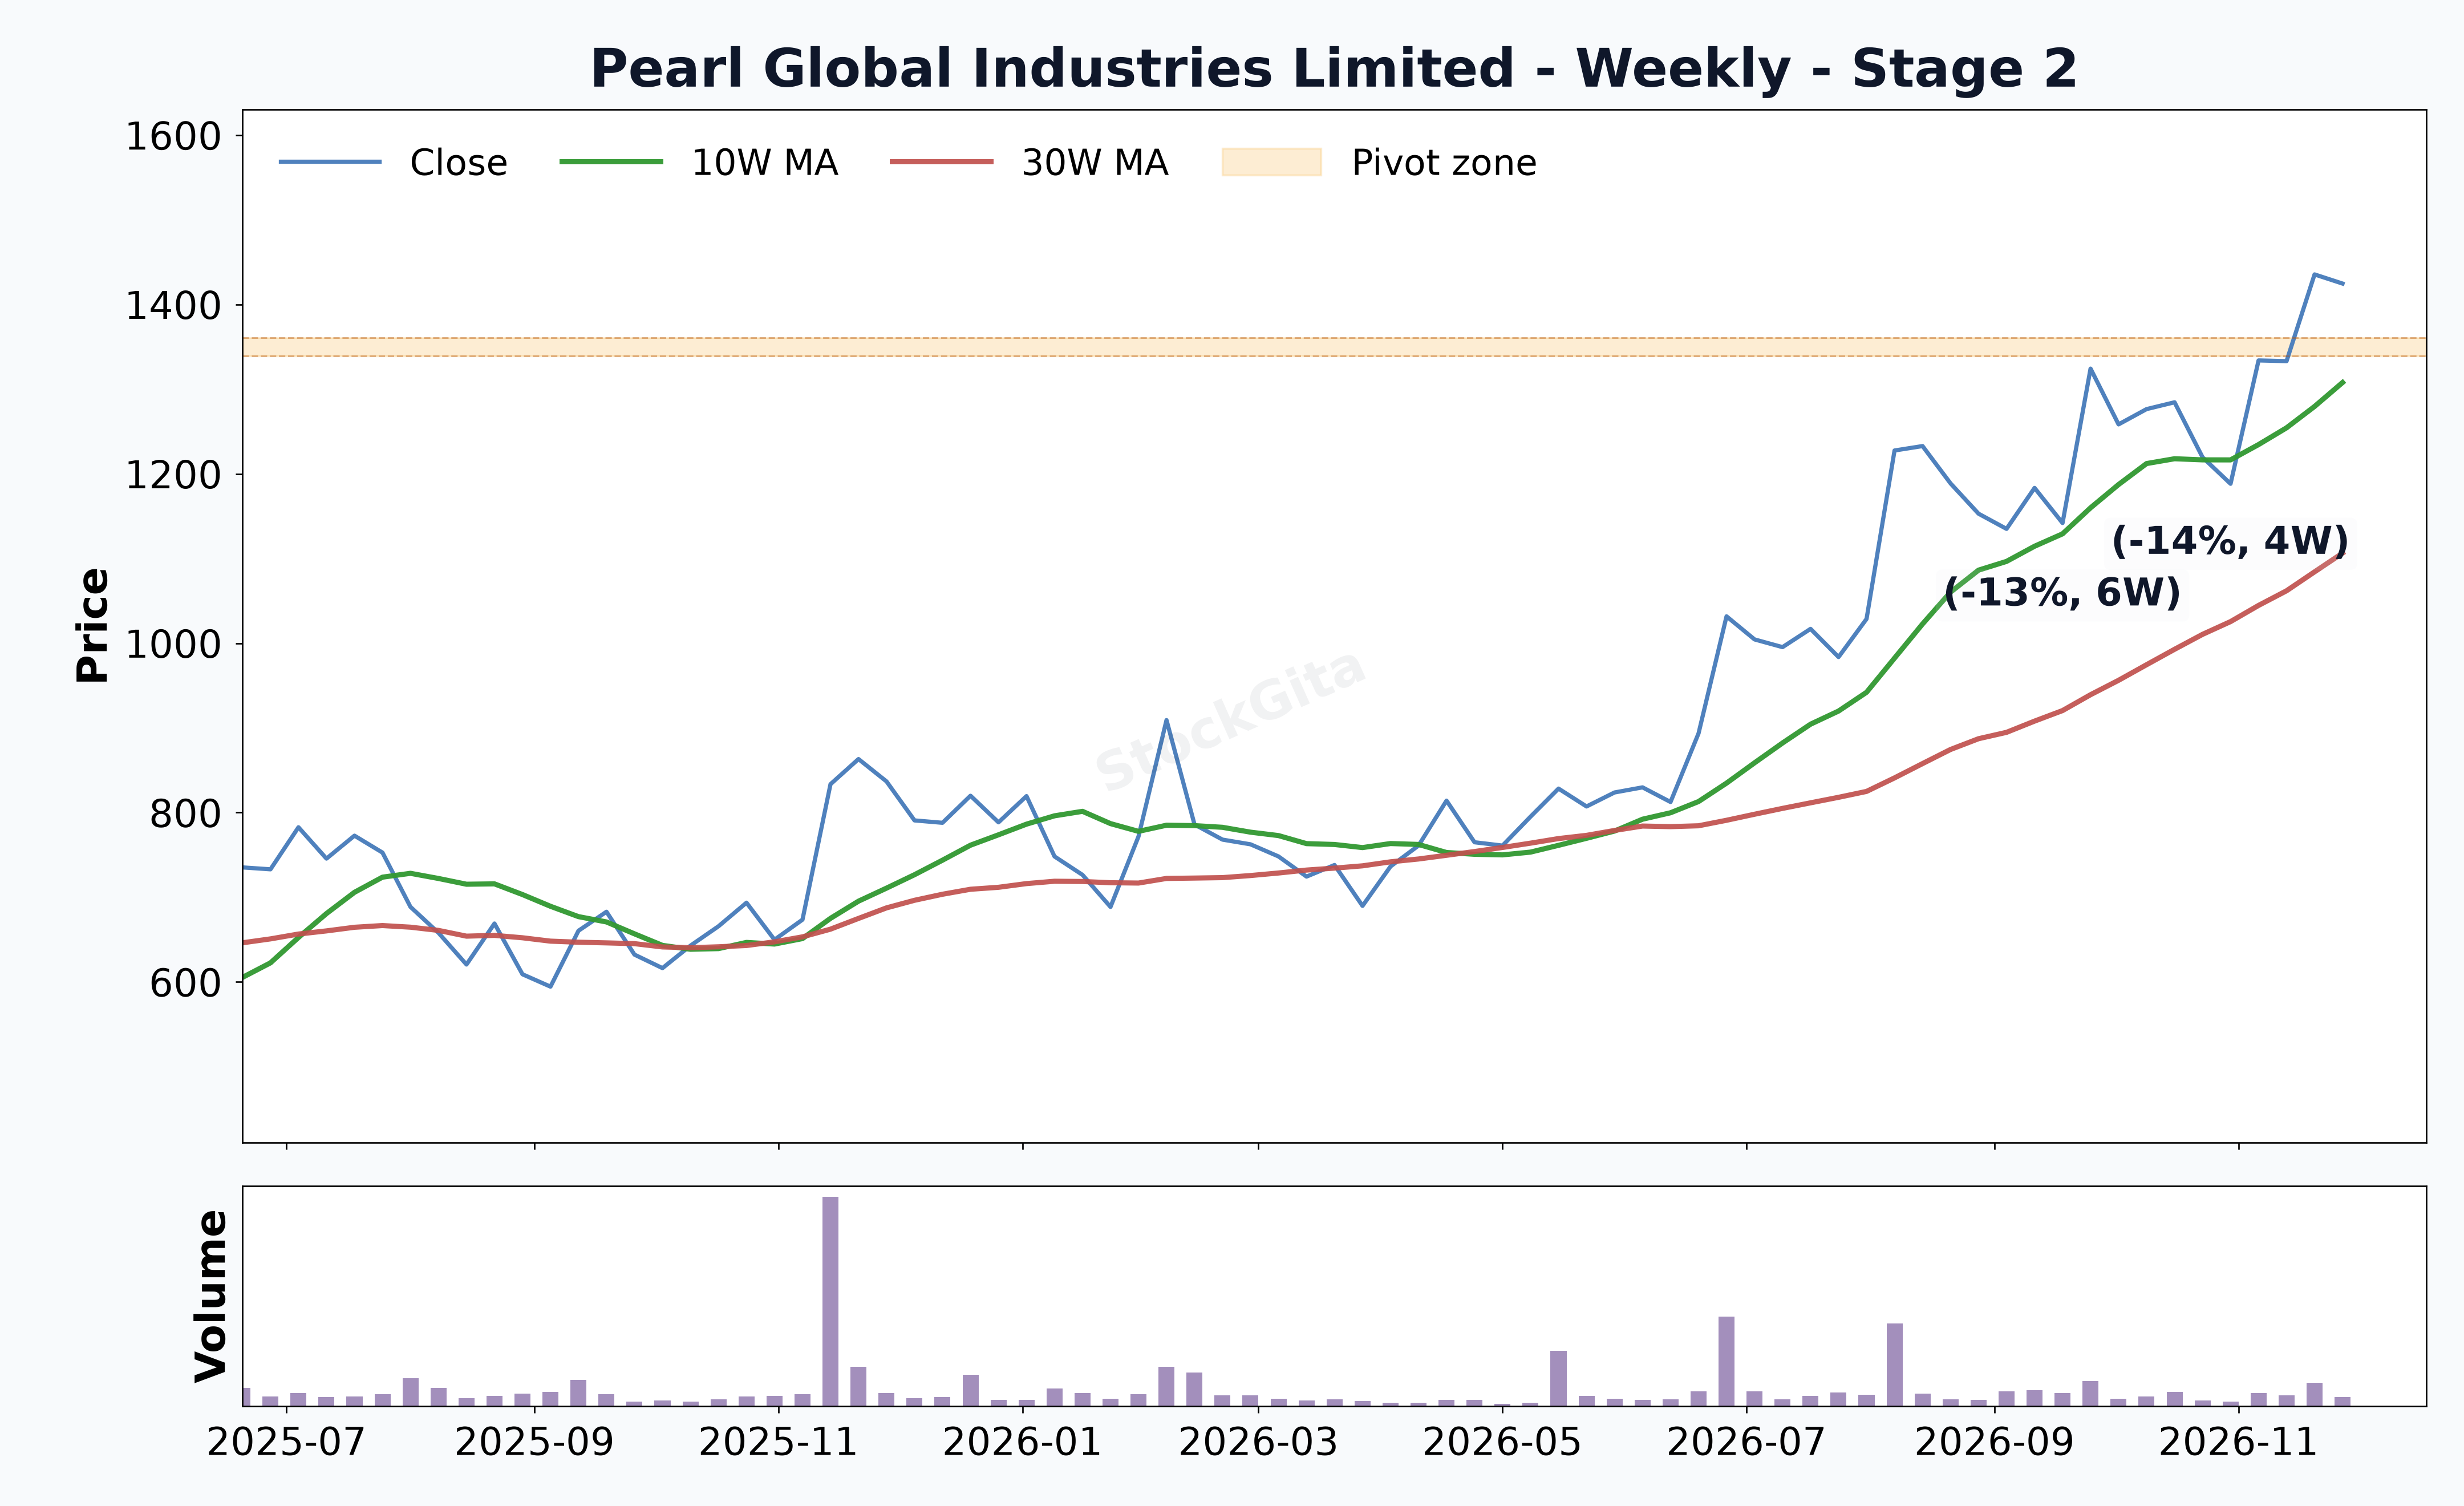 Pearl Global Industries Limited - Weekly - Stage 2
Close 10W MA 30W MA Pivot zone
1600
1400
1200
1000
800
600
Price
(-14%, 4W)
(-13%, 6W)
StockGita
Volume
2025-07 2025-09 2025-11 2026-01 2026-03 2026-05 2026-07 2026-09 2026-11